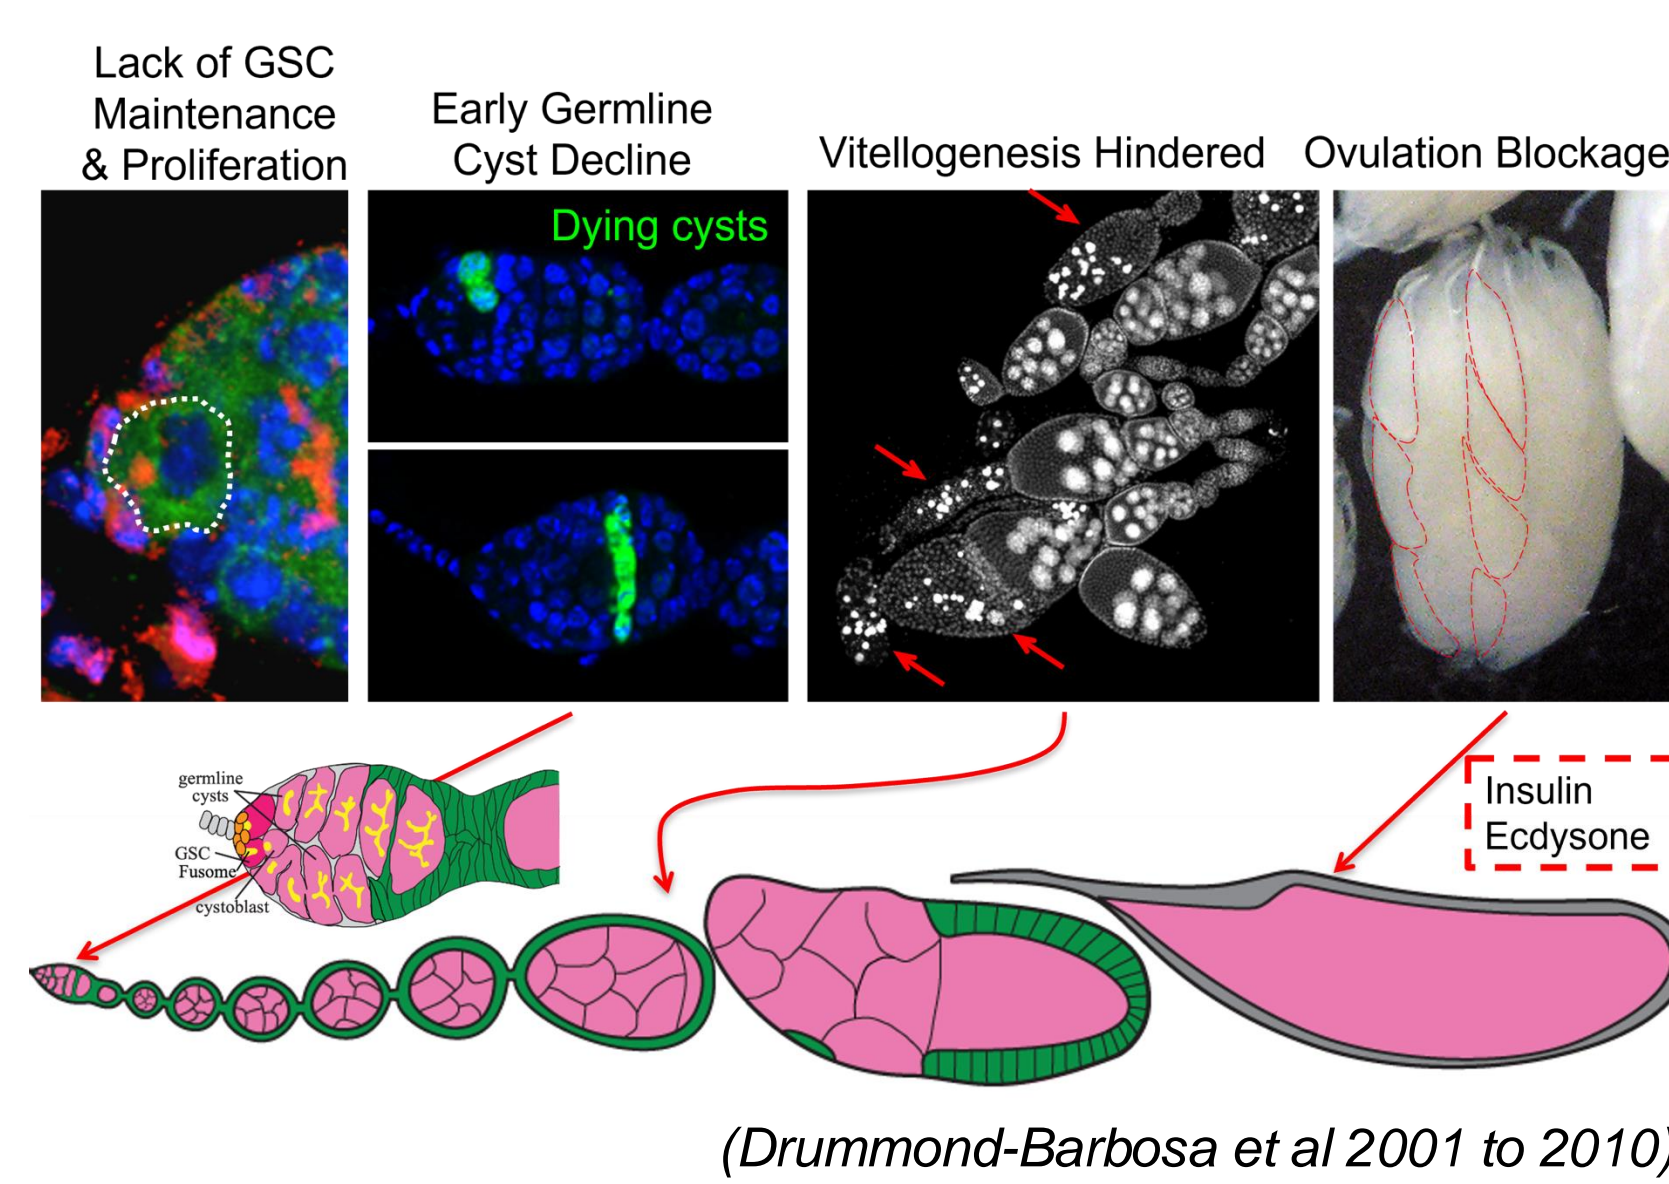 Lack of GSC
Maintenance
& Proliferation
Early Germline
Cyst Decline
Vitellogenesis Hindered
Ovulation Blockage
Dying cysts
germline
cysts
GSC
Fusome
cystoblast
Insulin
Ecdysone
(Drummond-Barbosa et al 2001 to 2010)